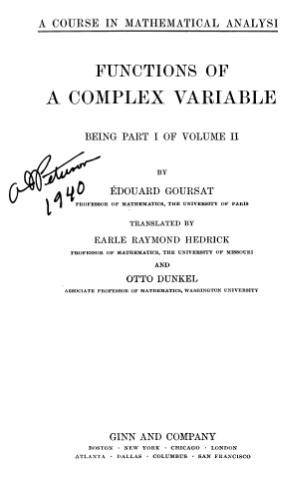 A COURSE IN MATHEMATICAL ANALYSI
FUNCTIONS OF
A COMPLEX VARIABLE
BEING PART I OF VOLUME II
BY
ÉDOUARD GOURSAT
PROFESSOR OF MATHEMATICS, THE UNIVERSITY OF PARIS
TRANSLATED BY
EARLE RAYMOND HEDRICK
PROFESSOR OF MATHEMATICS, THE UNIVERSITY OF MISSOURI
AND
OTTO DUNKEL
ASSOCIATE PROFESSOR OF MATHEMATICS, WASHINGTON UNIVERSITY
Peterson
1940
GINN AND COMPANY
BOSTON · NEW YORK · CHICAGO · LONDON
ATLANTA · DALLAS · COLUMBUS · SAN FRANCISCO